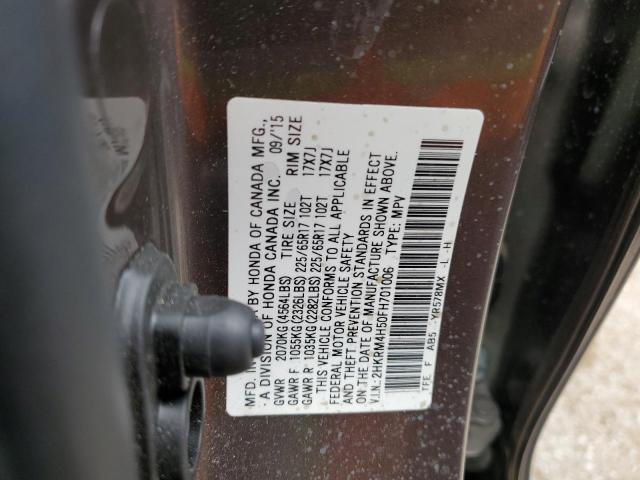 MFD. IN A BY HONDA OF CANADA MFG.,
A DIVISION OF HONDA CANADA INC. 09/'15
GVWR 2070KG(4564LBS) TIRE SIZE RIM SIZE
GAWR F 1055KG(2326LBS) 225/65R17 102T 17X7J
GAWR R 1035KG(2282LBS) 225/65R17 102T 17X7J
THIS VEHICLE CONFORMS TO ALL APPLICABLE
FEDERAL MOTOR VEHICLE SAFETY
AND THEFT PREVENTION STANDARDS IN EFFECT
ON THE DATE OF MANUFACTURE SHOWN ABOVE.
V.I.N.:2HKRM4H50FH701006 TYPE: MPV
TFE F AB5 YR578MX -L -H